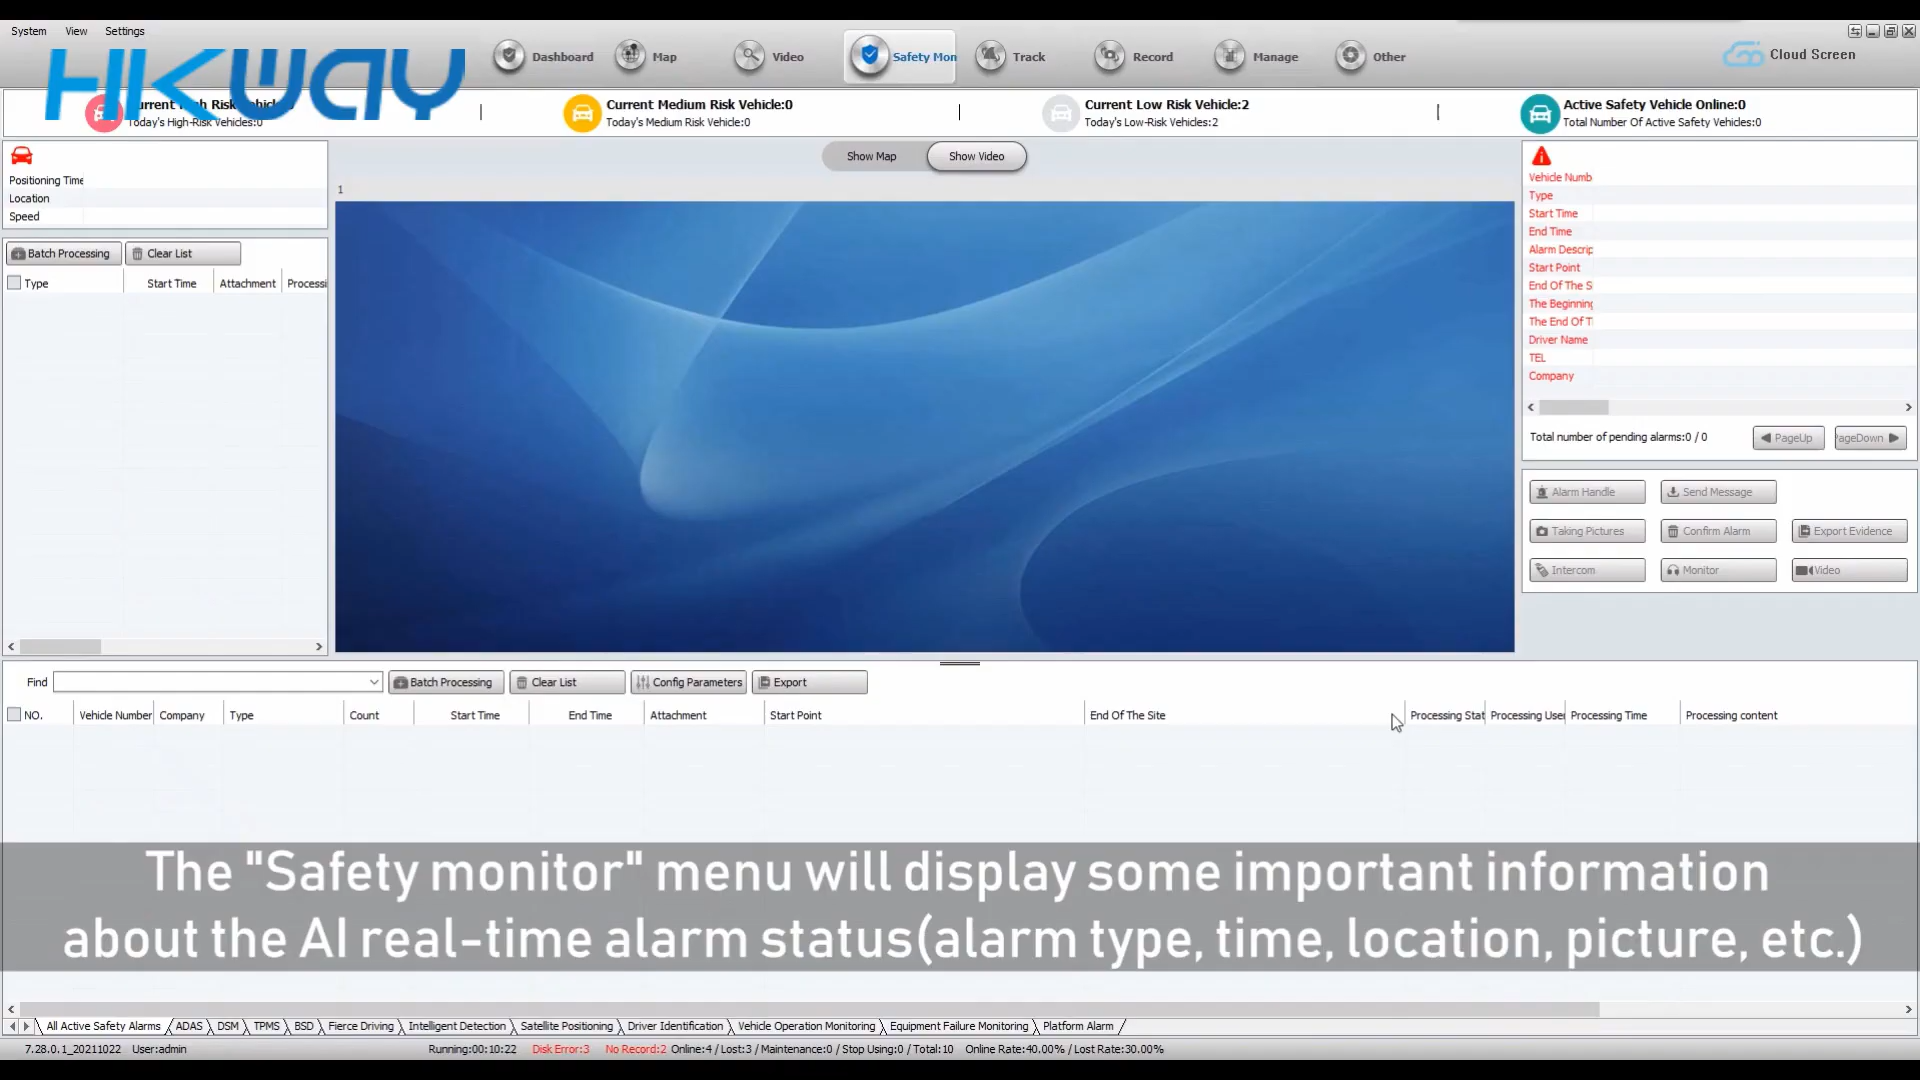 System View Settings
HKWAY
Dashboard Map Video Safety Mon Track Record Manage Other
Cloud Screen
Current High Risk Vehicle:0
Today's High-Risk Vehicles:0
Current Medium Risk Vehicle:0
Today's Medium Risk Vehicle:0
Current Low Risk Vehicle:2
Today's Low-Risk Vehicles:2
Active Safety Vehicle Online:0
Total Number Of Active Safety Vehicles:0
Positioning Time
Location
Speed
Batch Processing Clear List
Type Start Time Attachment Processi
Show Map Show Video
1
Vehicle Numb
Type
Start Time
End Time
Alarm Descrip
Start Point
End Of The S
The Beginning
The End Of T
Driver Name
TEL
Company
Total number of pending alarms:0 / 0 PageUp PageDown
Alarm Handle Send Message
Taking Pictures Confirm Alarm Export Evidence
Intercom Monitor Video
Find Batch Processing Clear List Config Parameters Export
NO. Vehicle Number Company Type Count Start Time End Time Attachment Start Point End Of The Site Processing Stat Processing User Processing Time Processing content
The "Safety monitor" menu will display some important information
about the AI real-time alarm status(alarm type, time, location, picture, etc.)
All Active Safety Alarms ADAS DSM TPMS BSD Fierce Driving Intelligent Detection Satellite Positioning Driver Identification Vehicle Operation Monitoring Equipment Failure Monitoring Platform Alarm
7.28.0.1_20211022 User:admin Running:00:10:22 Disk Error:3 No Record:2 Online:4 / Lost:3 / Maintenance:0 / Stop Using:0 / Total:10 Online Rate:40.00% / Lost Rate:30.00%